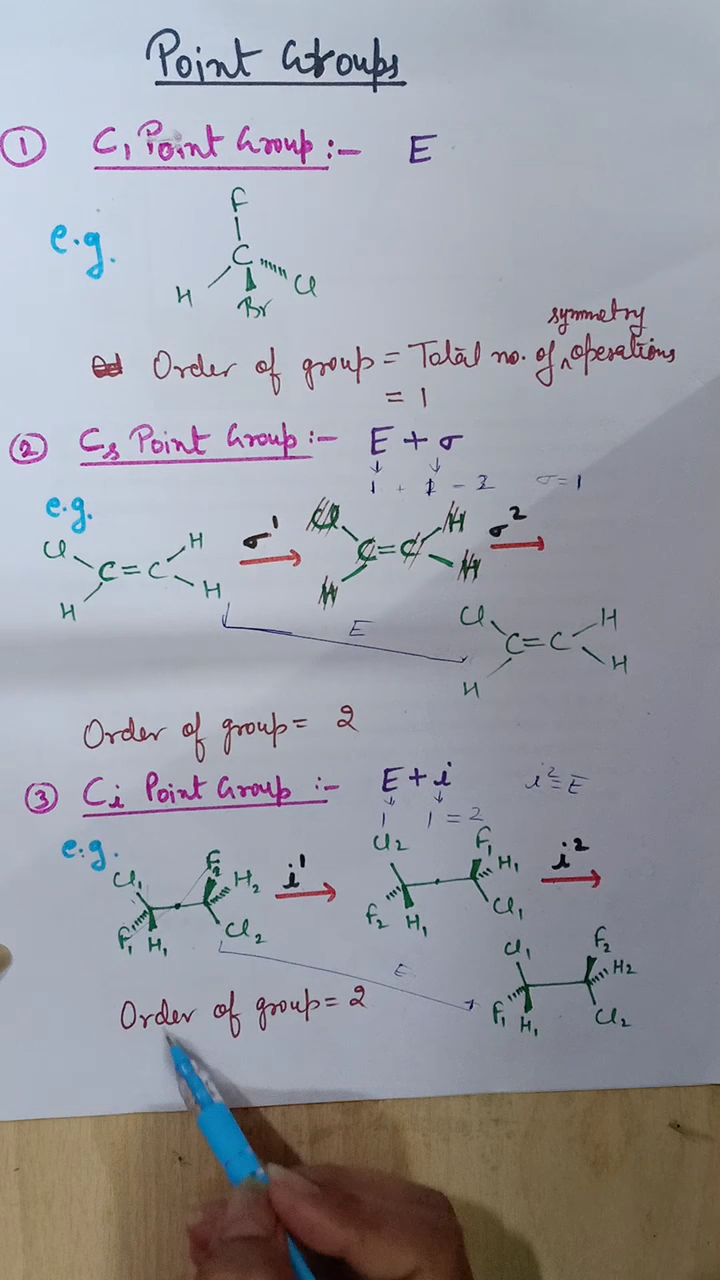 Point Groups
① C₁ Point Group :- E
e.g.
F
C
H Cl
Br
symmetry
Order of group = Total no. of ^ operations
= 1
② Cs Point Group :- E + σ
1 + 1 - 2 σ = 1
e.g.
Cl H C=C H H σ¹ Cl H C=C H H σ²
E
Cl H C=C H H
Order of group = 2
③ Ci Point Group :- E + i i² = E
1 1 = 2
e.g.
Cl₁ F₂ H₂ F₁ H₁ Cl₂ i¹ Cl₂ F₁ H₁ F₂ H₁ Cl₁ i²
E
Cl₁ F₂ H₂ F₁ H₁ Cl₂
Order of group = 2